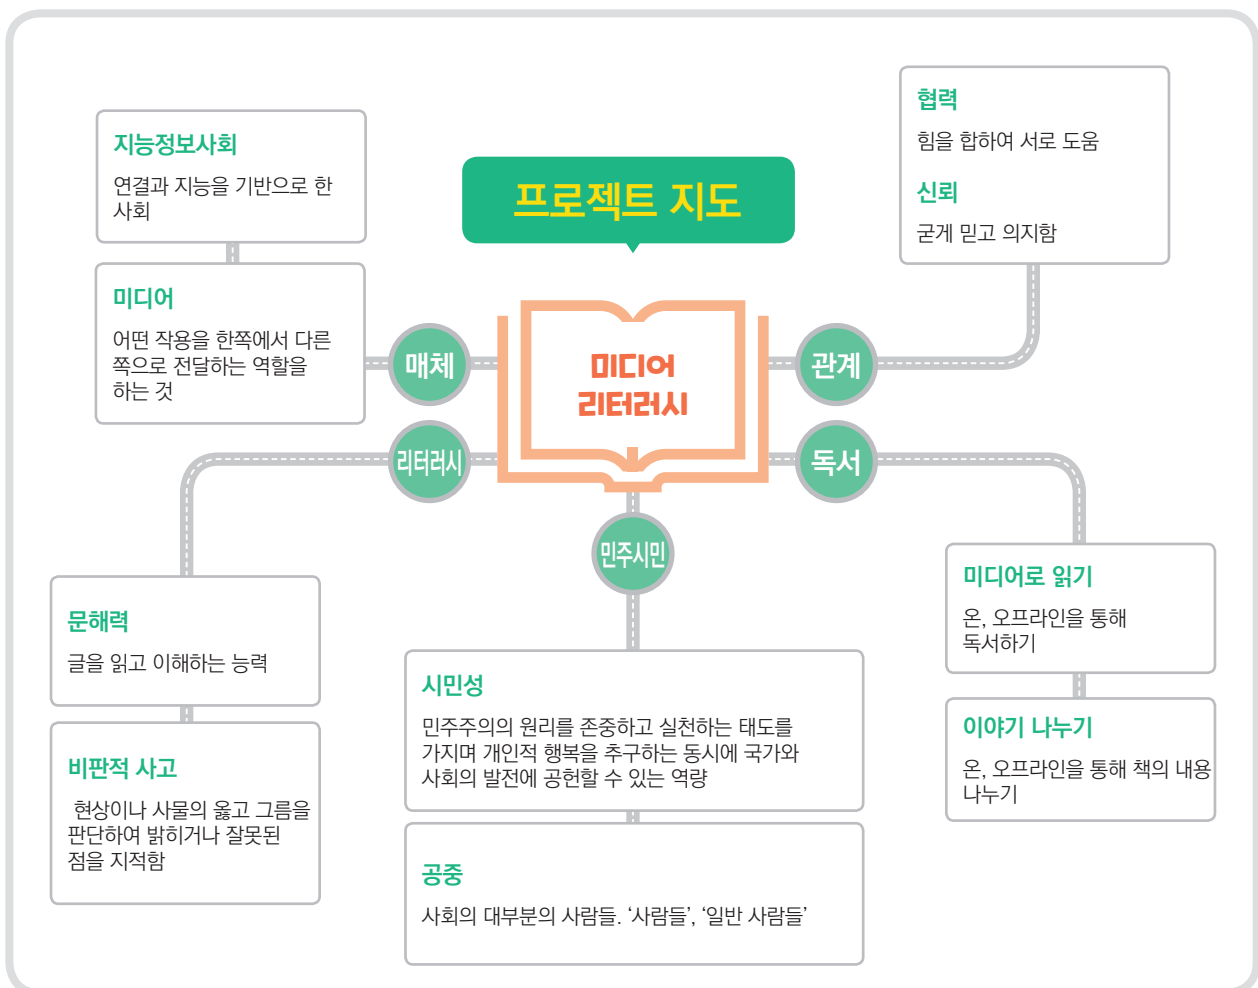 프로젝트 지도
미디어
리터러시
지능정보사회
연결과 지능을 기반으로 한
사회
미디어
어떤 작용을 한쪽에서 다른
쪽으로 전달하는 역할을
하는 것
매체
협력
힘을 합하여 서로 도움
신뢰
굳게 믿고 의지함
관계
리터러시
문해력
글을 읽고 이해하는 능력
비판적 사고
현상이나 사물의 옳고 그름을
판단하여 밝히거나 잘못된
점을 지적함
민주시민
시민성
민주주의의 원리를 존중하고 실천하는 태도를
가지며 개인적 행복을 추구하는 동시에 국가와
사회의 발전에 공헌할 수 있는 역량
공중
사회의 대부분의 사람들. ‘사람들’, ‘일반 사람들’
독서
미디어로 읽기
온, 오프라인을 통해
독서하기
이야기 나누기
온, 오프라인을 통해 책의 내용
나누기